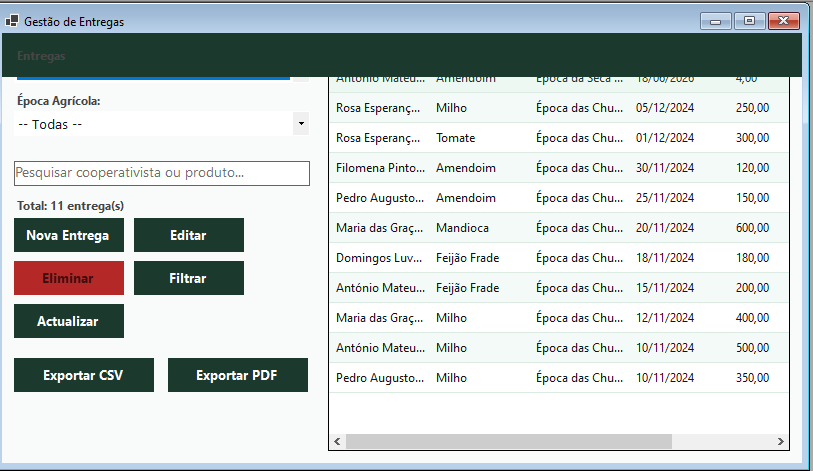 Gestão de Entregas
Entregas
Época Agrícola:
-- Todas --
Pesquisar cooperativista ou produto...
Total: 11 entrega(s)
Nova Entrega Editar
Eliminar Filtrar
Actualizar
Exportar CSV Exportar PDF
António Mateu... Amendoim Época da Seca ... 18/06/2026 4,00
Rosa Esperanç... Milho Época das Chu... 05/12/2024 250,00
Rosa Esperanç... Tomate Época das Chu... 01/12/2024 300,00
Filomena Pinto... Amendoim Época das Chu... 30/11/2024 120,00
Pedro Augusto... Amendoim Época das Chu... 25/11/2024 150,00
Maria das Graç... Mandioca Época das Chu... 20/11/2024 600,00
Domingos Luv... Feijão Frade Época das Chu... 18/11/2024 180,00
António Mateu... Feijão Frade Época das Chu... 15/11/2024 200,00
Maria das Graç... Milho Época das Chu... 12/11/2024 400,00
António Mateu... Milho Época das Chu... 10/11/2024 500,00
Pedro Augusto... Milho Época das Chu... 10/11/2024 350,00